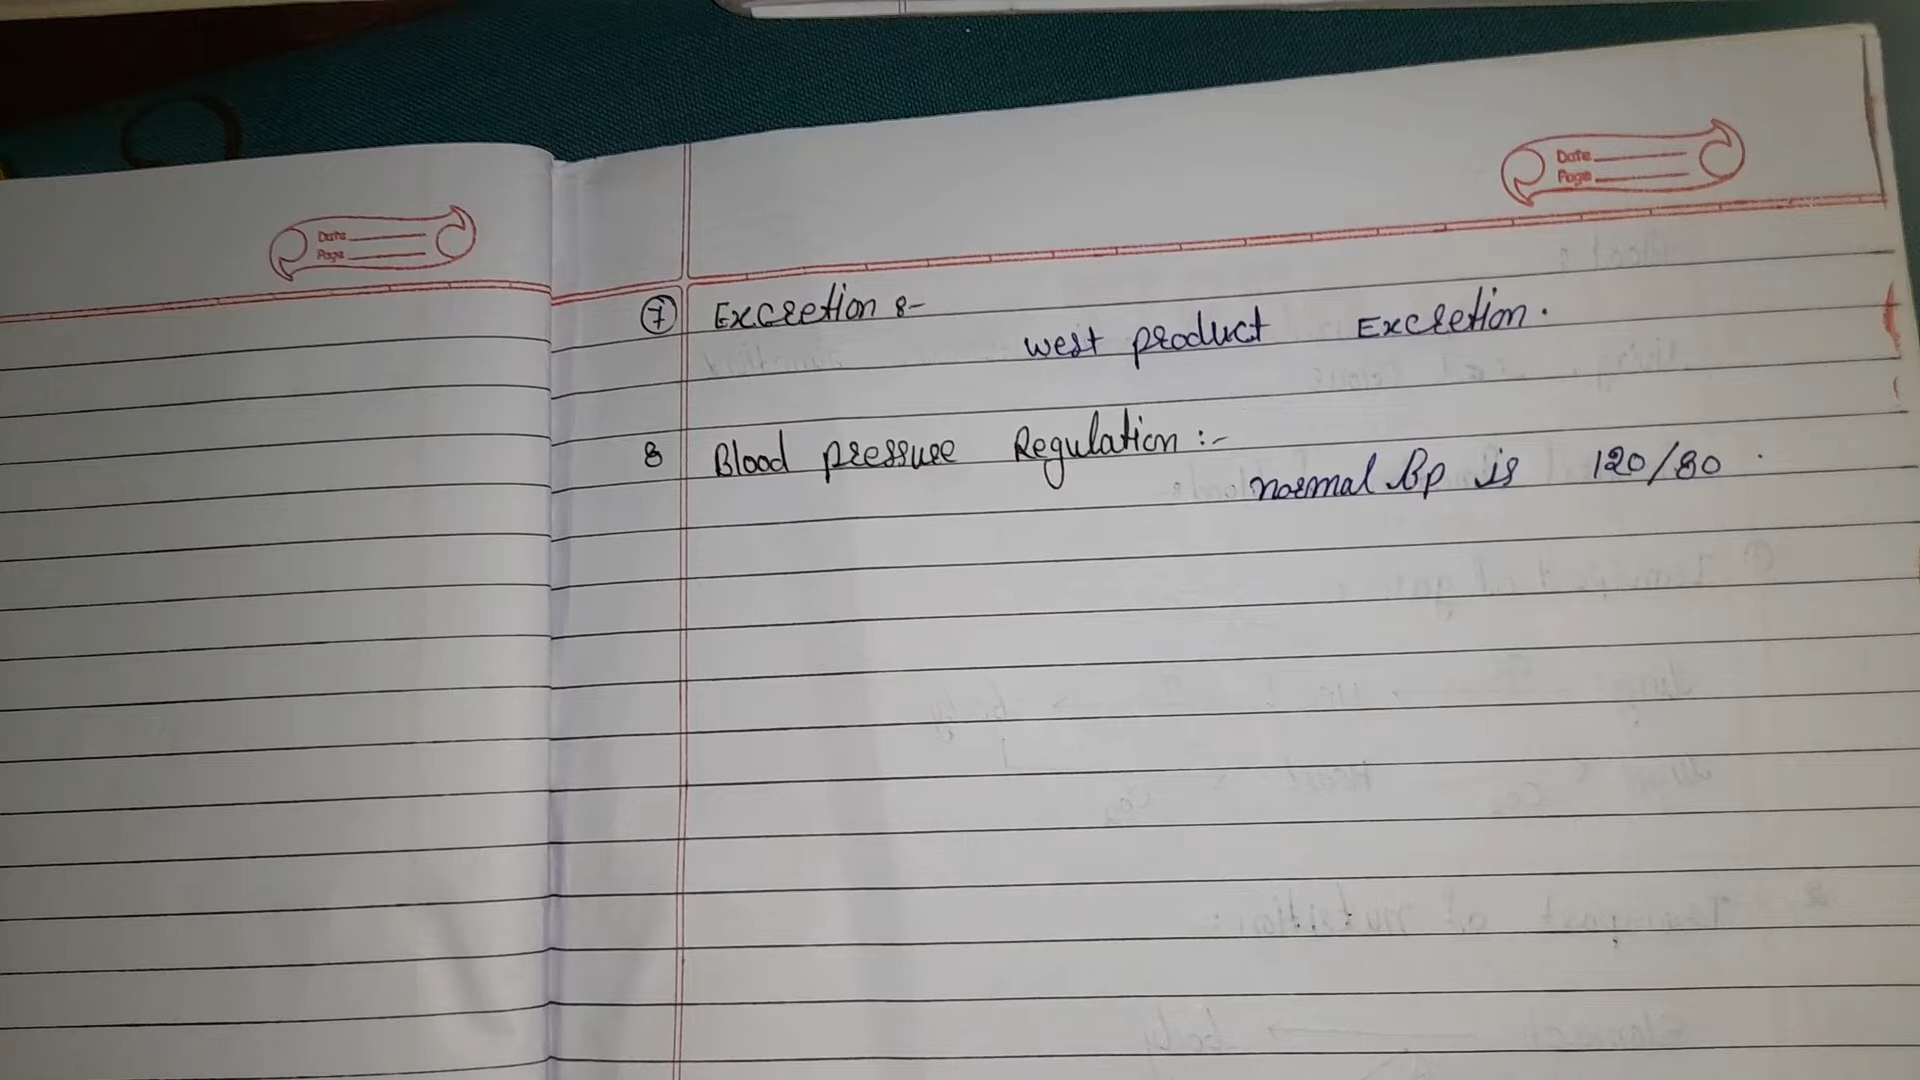 Date
Page
Date
Page
7 Excretion :-
west product Excretion.
8 Blood pressure Regulation :-
normal Bp is 120/80 .